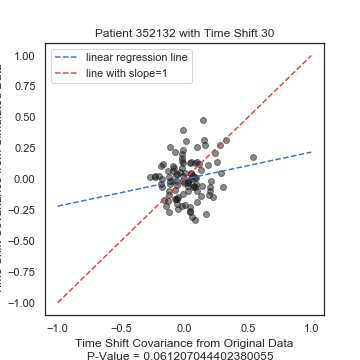 Patient 352132 with Time Shift 30
linear regression line
line with slope=1
1.00
0.75
0.50
0.25
0.00
−0.25
−0.50
−0.75
−1.00
−1.0
−0.5
0.0
0.5
1.0
Time Shift Covariance from Original Data
P-Value = 0.061207044402380055